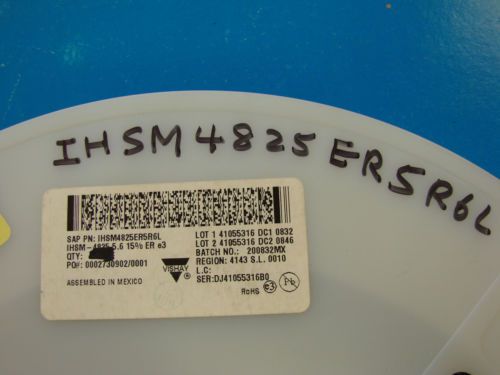 IHSM4825ER5R6L
SAP PN: IHSM4825ER5R6L
IHSM-4825 5.6 15% ER e3
QTY:
PO#: 0002730902/0001
ASSEMBLED IN MEXICO
VISHAY
LOT 1 41055316 DC1 0832
LOT 2 41055316 DC2 0846
BATCH NO.: 200832MX
REGION: 4143 S.L. 0010
L.C:
SER:DJ41055316B0
RoHS e3 Pb